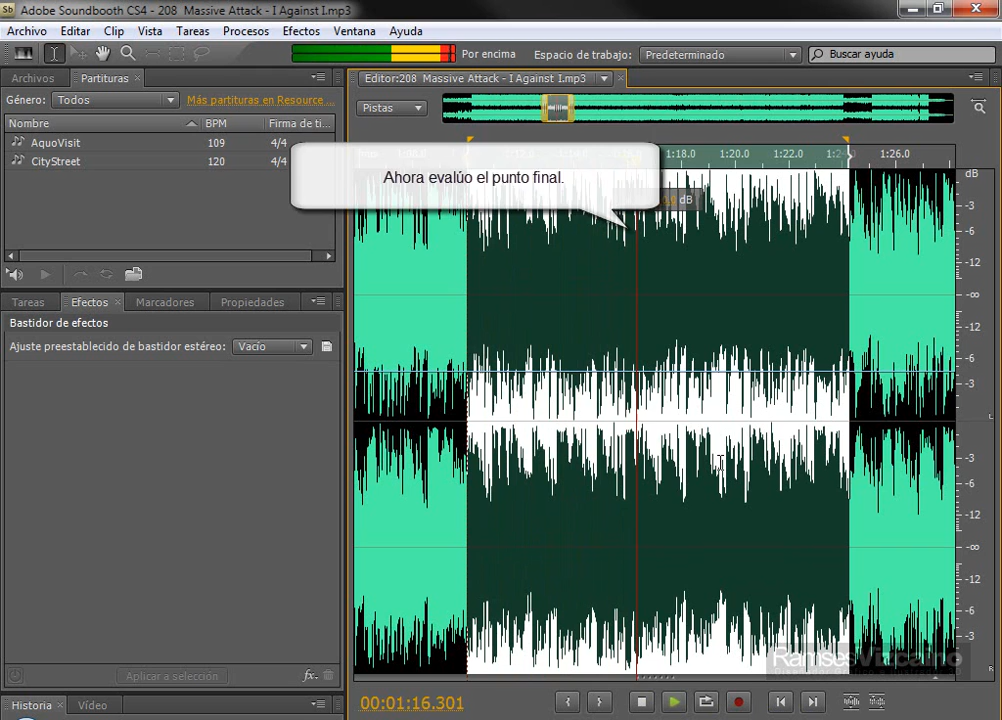 Sb Adobe Soundbooth CS4 - 208 Massive Attack - I Against I.mp3
Archivo Editar Clip Vista Tareas Procesos Efectos Ventana Ayuda
Por encima Espacio de trabajo: Predeterminado Buscar ayuda
Archivos Partituras × Editor:208 Massive Attack - I Against I.mp3
Género: Todos Más partituras en Resource ... Pistas
Nombre BPM Firma de ti...
AquoVisit 109 4/4
CityStreet 120 4/4
1:18.0 1:20.0 1:22.0 1:26.0
Ahora evalúo el punto final.
dB
dB
-3
-6
-12
-∞
-12
-6
-3
-3
-6
-12
-∞
-12
-6
-3
L
R
Tareas Efectos × Marcadores Propiedades
Bastidor de efectos
Ajuste preestablecido de bastidor estéreo: Vacío
Aplicar a selección fx
Historia × Vídeo
00:01:16.301
Ramses Vizcaino